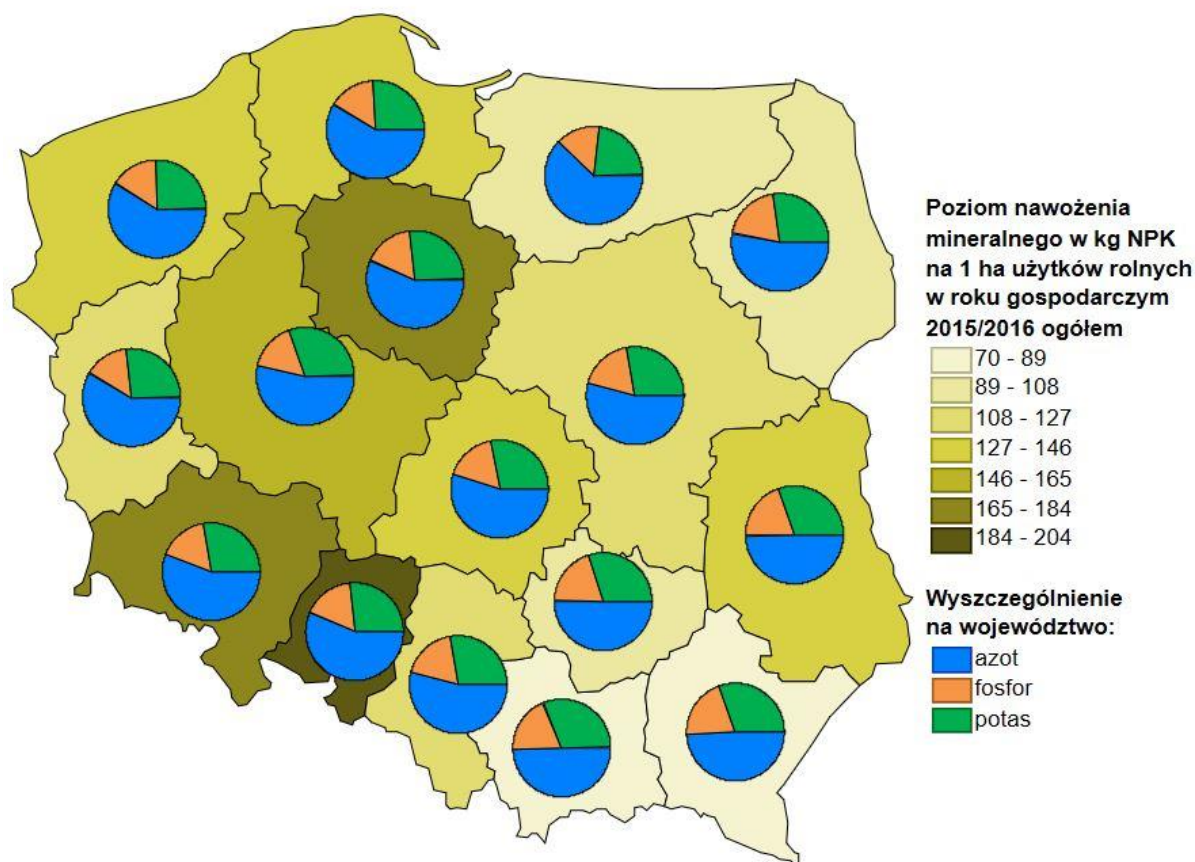 Poziom nawożenia
mineralnego w kg NPK
na 1 ha użytków rolnych
w roku gospodarczym
2015/2016 ogółem
70 - 89
89 - 108
108 - 127
127 - 146
146 - 165
165 - 184
184 - 204
Wyszczególnienie
na województwo:
azot
fosfor
potas